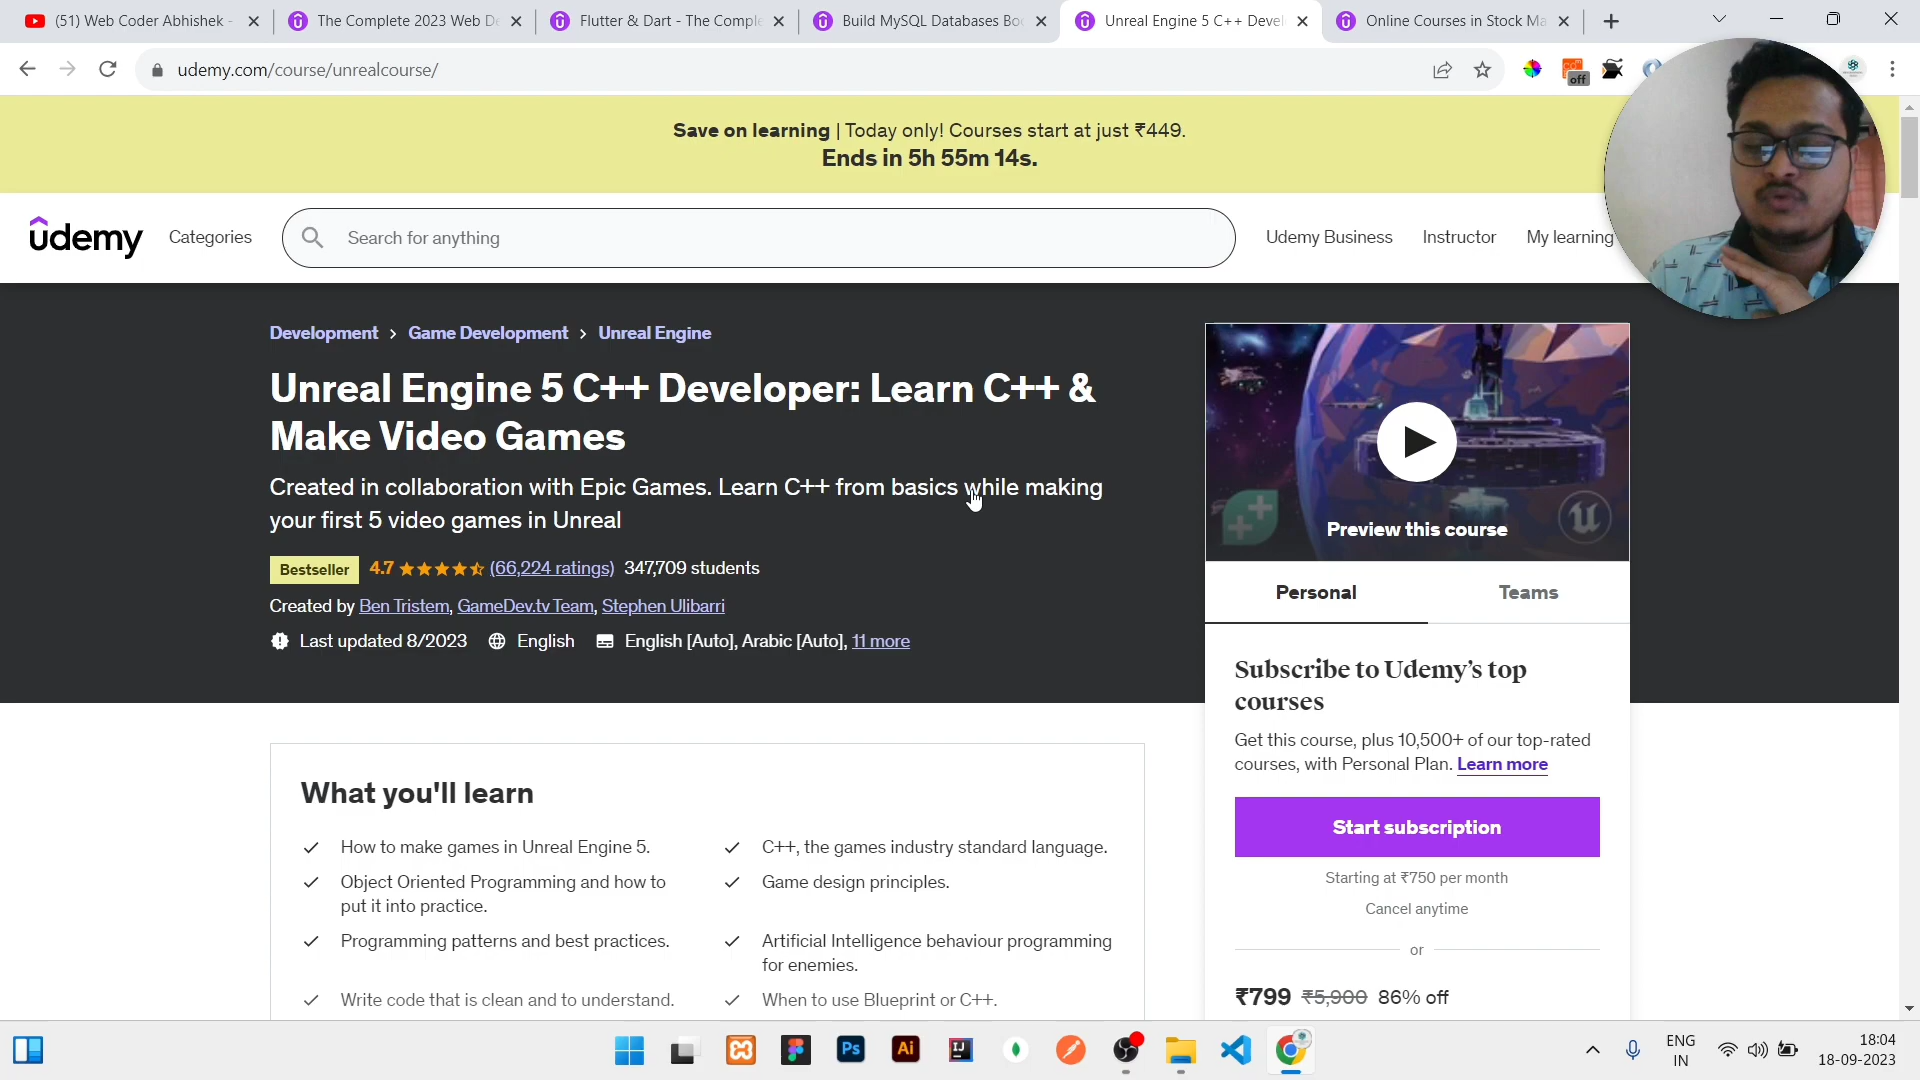 (51) Web Coder Abhishek -
The Complete 2023 Web De
Flutter & Dart - The Comple
Build MySQL Databases Boo
Unreal Engine 5 C++ Devel
Online Courses in Stock Ma
udemy.com/course/unrealcourse/
off
Save on learning | Today only! Courses start at just ₹449.
Ends in 5h 55m 14s.
udemy
Categories
Search for anything
Udemy Business
Instructor
My learning
Development > Game Development > Unreal Engine
Unreal Engine 5 C++ Developer: Learn C++ &
Make Video Games
Created in collaboration with Epic Games. Learn C++ from basics while making
your first 5 video games in Unreal
Bestseller 4.7 (66,224 ratings) 347,709 students
Created by Ben Tristem, GameDev.tv Team, Stephen Ulibarri
Last updated 8/2023 English English [Auto], Arabic [Auto], 11 more
Preview this course
Personal
Teams
Subscribe to Udemy's top
courses
Get this course, plus 10,500+ of our top-rated
courses, with Personal Plan. Learn more
Start subscription
Starting at ₹750 per month
Cancel anytime
or
₹799 ₹5,900 86% off
What you'll learn
How to make games in Unreal Engine 5.
C++, the games industry standard language.
Object Oriented Programming and how to
put it into practice.
Game design principles.
Programming patterns and best practices.
Artificial Intelligence behaviour programming
for enemies.
Write code that is clean and to understand.
When to use Blueprint or C++.
Ps
Ai
IJ
ENG
IN
18:04
18-09-2023